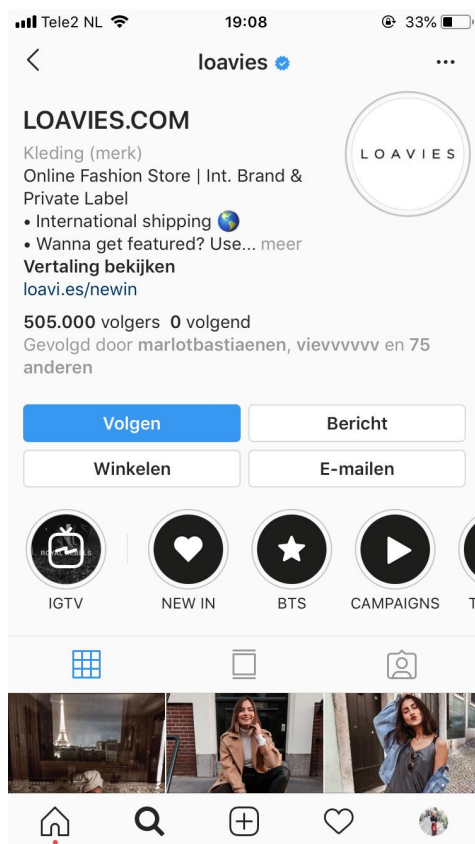 Tele2 NL 19:08 33%
loavies
LOAVIES.COM
LOAVIES
Kleding (merk)
Online Fashion Store | Int. Brand &
Private Label
• International shipping 🌎
• Wanna get featured? Use... meer
Vertaling bekijken
loavi.es/newin
505.000 volgers 0 volgend
Gevolgd door marlotbastiaenen, vievvvvvv en 75
anderen
Volgen Bericht
Winkelen E-mailen
ROYAL REBELS
IGTV NEW IN BTS CAMPAIGNS T